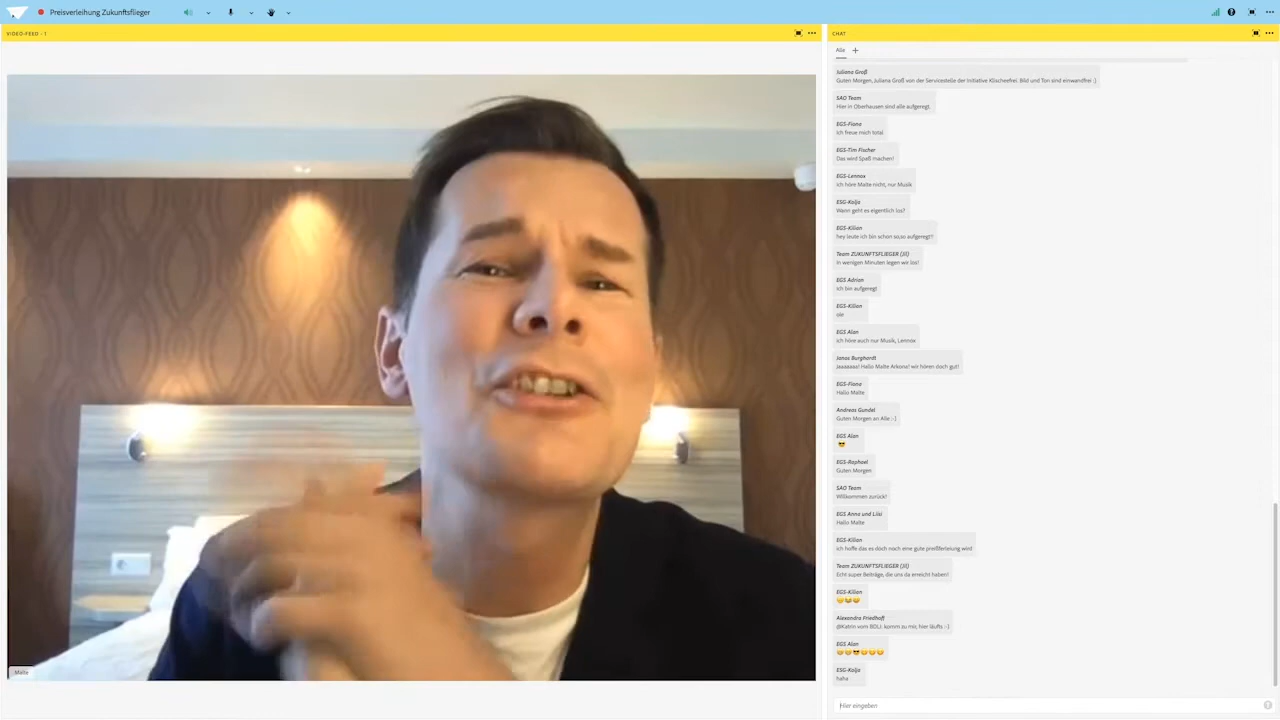 Preisverleihung Zukunftsflieger
VIDEO-FEED - 1
Malte
CHAT
Alle
Juliana Groß
Guten Morgen, Juliana Groß von der Servicestelle der Initiative Klischeefrei. Bild und Ton sind einwandfrei :)
SAO Team
Hier in Oberhausen sind alle aufgeregt.
EGS-Fiona
Ich freue mich total
EGS-Tim Fischer
Das wird Spaß machen!
EGS-Lennox
Ich höre Malte nicht, nur Musik
ESG-Kaija
Wann geht es eigentlich los?
EGS-Kilian
hey leute ich bin schon so,so aufgeregt!!
Team ZUKUNFTSFLIEGER (Jil)
In wenigen Minuten legen wir los!
EGS Adrian
Ich bin aufgeregt
EGS-Kilian
ole
EGS Alan
ich höre auch nur Musik, Lennox
Jonas Burghardt
Jaaaaaaa! Hallo Malte Arkona! wir hören doch gut!
EGS-Fiona
Hallo Malte
Andreas Gundel
Guten Morgen an Alle :-)
EGS Alan
😎
EGS-Raphael
Guten Morgen
SAO Team
Willkommen zurück!
EGS Anna und Liisi
Hallo Malte
EGS-Kilian
ich hoffe das es doch noch eine gute preißferleiung wird
Team ZUKUNFTSFLIEGER (Jil)
Echt super Beiträge, die uns da erreicht haben!
EGS-Kilian
Alexandra Friedhoff
@Katrin vom BDLI: komm zu mir, hier läufts :-)
EGS Alan
ESG-Kaija
haha
Hier eingeben